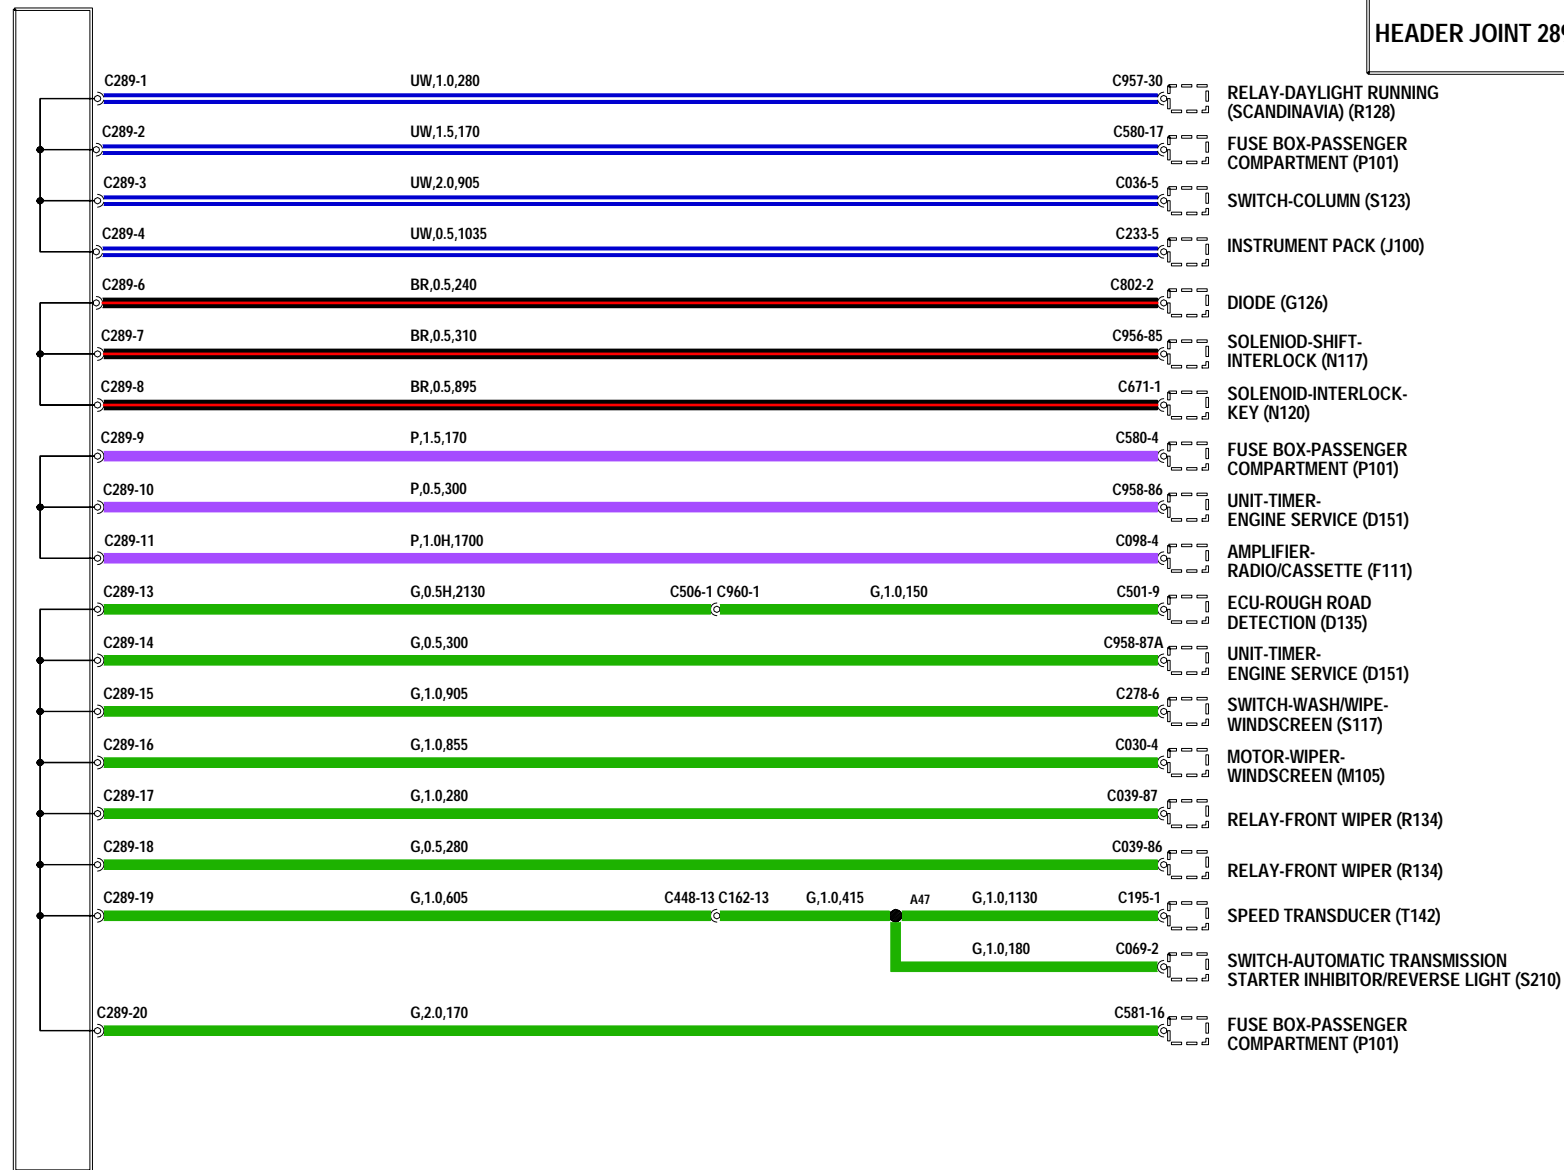 HEADER JOINT 289
C289-1 UW,1.0,280 C957-30
RELAY-DAYLIGHT RUNNING
(SCANDINAVIA) (R128)
C289-2 UW,1.5,170 C580-17
FUSE BOX-PASSENGER
COMPARTMENT (P101)
C289-3 UW,2.0,905 C036-5
SWITCH-COLUMN (S123)
C289-4 UW,0.5,1035 C233-5
INSTRUMENT PACK (J100)
C289-6 BR,0.5,240 C802-2
DIODE (G126)
C289-7 BR,0.5,310 C956-85
SOLENIOD-SHIFT-
INTERLOCK (N117)
C289-8 BR,0.5,895 C671-1
SOLENOID-INTERLOCK-
KEY (N120)
C289-9 P,1.5,170 C580-4
FUSE BOX-PASSENGER
COMPARTMENT (P101)
C289-10 P,0.5,300 C958-86
UNIT-TIMER-
ENGINE SERVICE (D151)
C289-11 P,1.0H,1700 C098-4
AMPLIFIER-
RADIO/CASSETTE (F111)
C289-13 G,0.5H,2130 C506-1 C960-1 G,1.0,150 C501-9
ECU-ROUGH ROAD
DETECTION (D135)
C289-14 G,0.5,300 C958-87A
UNIT-TIMER-
ENGINE SERVICE (D151)
C289-15 G,1.0,905 C278-6
SWITCH-WASH/WIPE-
WINDSCREEN (S117)
C289-16 G,1.0,855 C030-4
MOTOR-WIPER-
WINDSCREEN (M105)
C289-17 G,1.0,280 C039-87
RELAY-FRONT WIPER (R134)
C289-18 G,0.5,280 C039-86
RELAY-FRONT WIPER (R134)
C289-19 G,1.0,605 C448-13 C162-13 G,1.0,415 A47 G,1.0,1130 C195-1
SPEED TRANSDUCER (T142)
G,1.0,180 C069-2
SWITCH-AUTOMATIC TRANSMISSION
STARTER INHIBITOR/REVERSE LIGHT (S210)
C289-20 G,2.0,170 C581-16
FUSE BOX-PASSENGER
COMPARTMENT (P101)